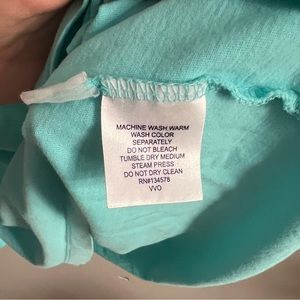 MACHINE WASH WARM
WASH COLOR
SEPARATELY
DO NOT BLEACH
TUMBLE DRY MEDIUM
STEAM PRESS
DO NOT DRY CLEAN
RN#134578
VVO